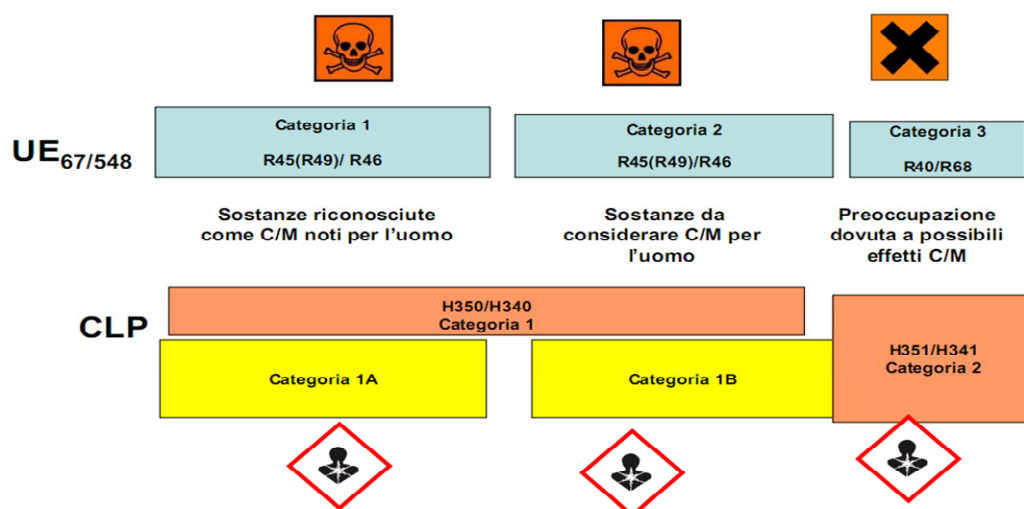 Categoria 1
R45(R49)/ R46
Categoria 2
R45(R49)/R46
Categoria 3
R40/R68
UE67/548
Sostanze riconosciute
come C/M noti per l'uomo
Sostanze da
considerare C/M per
l'uomo
Preoccupazione
dovuta a possibili
effetti C/M
CLP
H350/H340
Categoria 1
Categoria 1A
Categoria 1B
H351/H341
Categoria 2